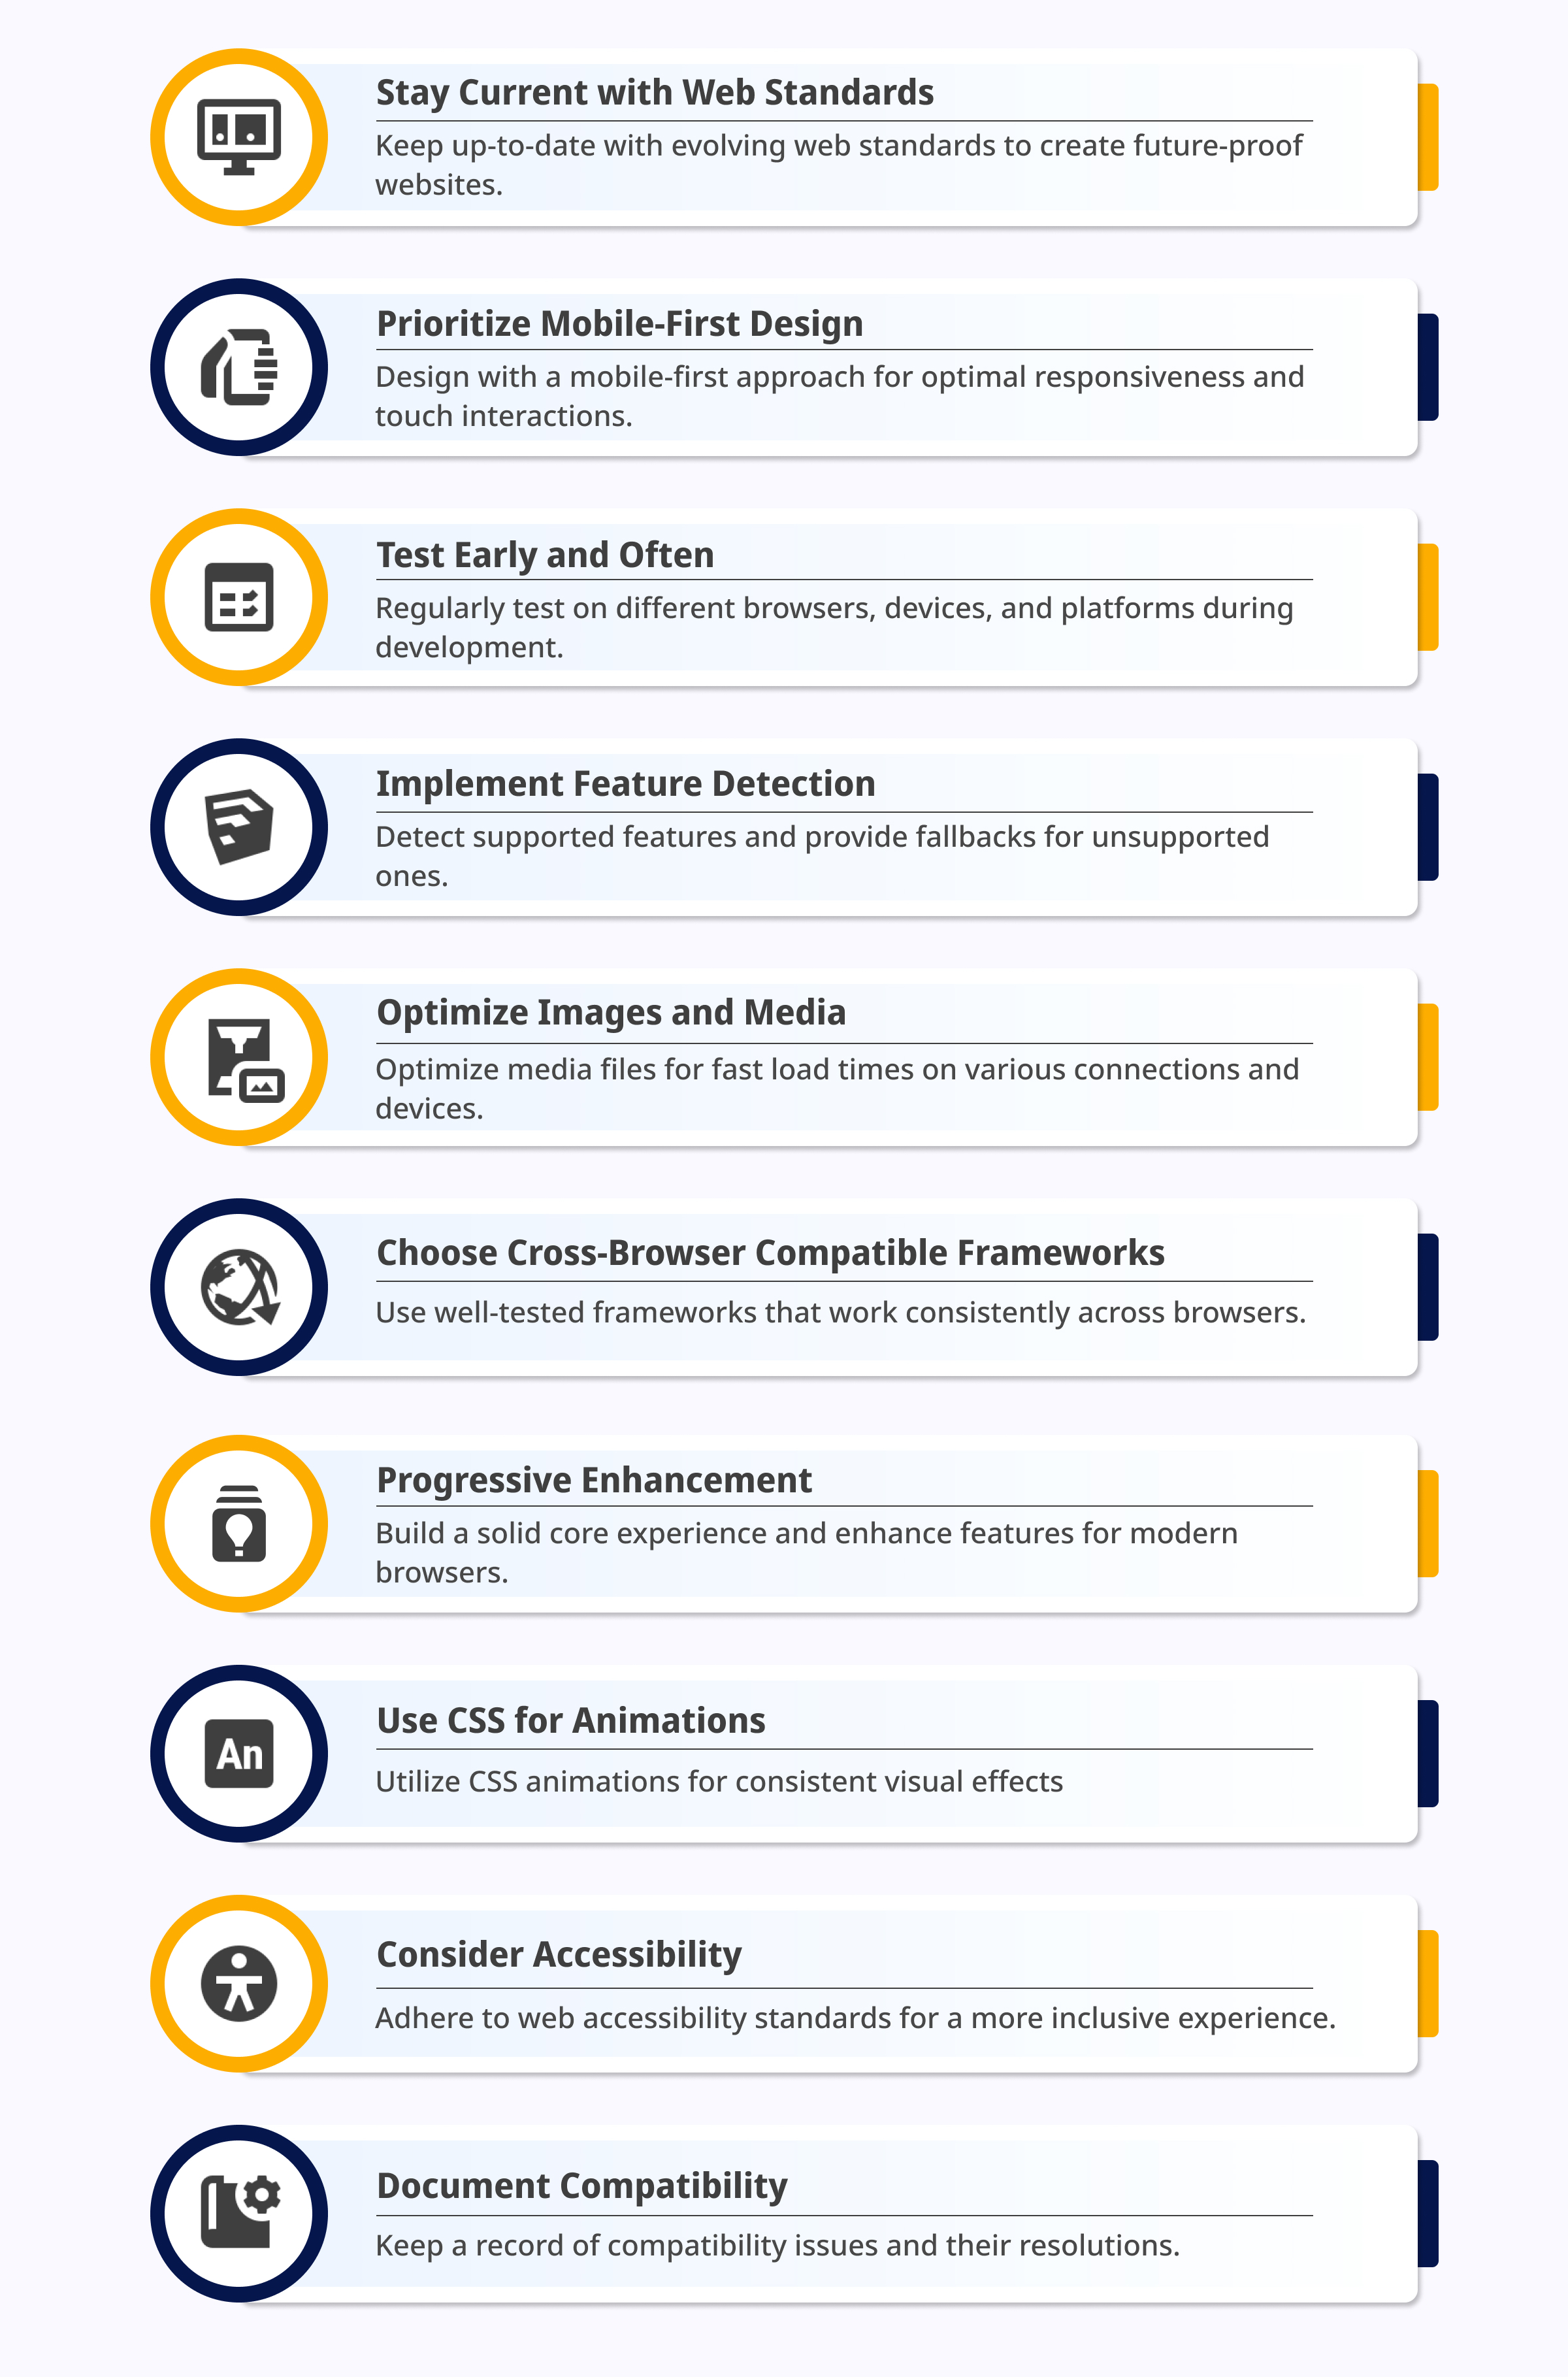 Stay Current with Web Standards
Keep up-to-date with evolving web standards to create future-proof
websites.
Prioritize Mobile-First Design
Design with a mobile-first approach for optimal responsiveness and
touch interactions.
Test Early and Often
Regularly test on different browsers, devices, and platforms during
development.
Implement Feature Detection
Detect supported features and provide fallbacks for unsupported
ones.
Optimize Images and Media
Optimize media files for fast load times on various connections and
devices.
Choose Cross-Browser Compatible Frameworks
Use well-tested frameworks that work consistently across browsers.
Progressive Enhancement
Build a solid core experience and enhance features for modern
browsers.
An
Use CSS for Animations
Utilize CSS animations for consistent visual effects
Consider Accessibility
Adhere to web accessibility standards for a more inclusive experience.
Document Compatibility
Keep a record of compatibility issues and their resolutions.